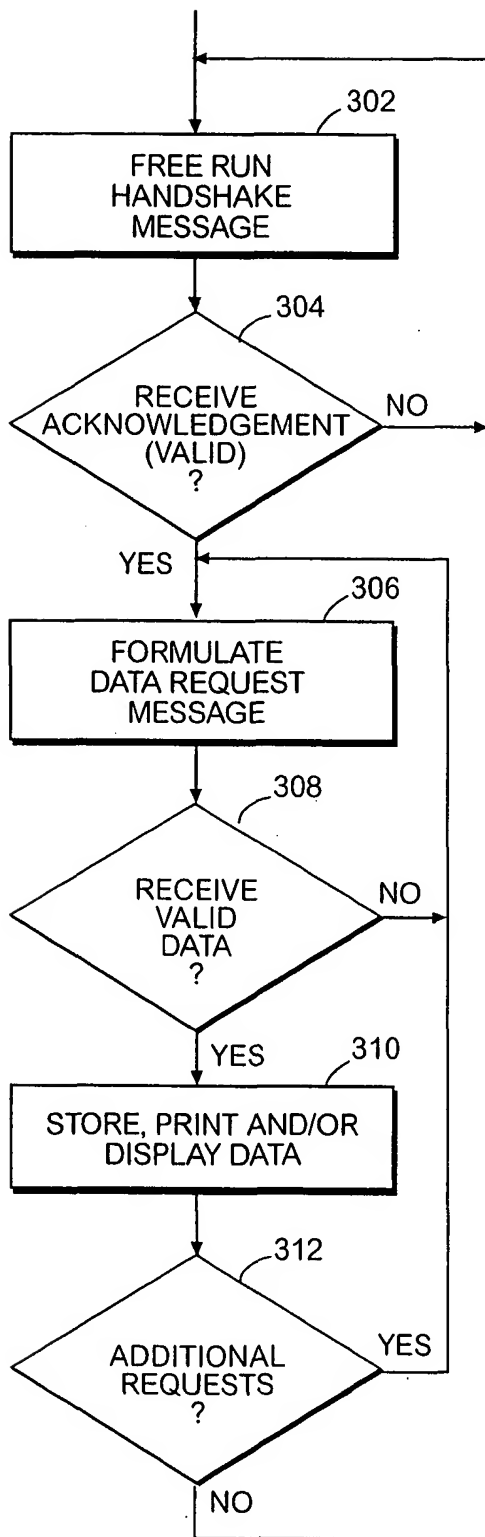 302
FREE RUN
HANDSHAKE
MESSAGE
304
RECEIVE
ACKNOWLEDGEMENT
(VALID)
?
NO
YES
306
FORMULATE
DATA REQUEST
MESSAGE
308
RECEIVE
VALID
DATA
?
NO
YES
310
STORE, PRINT AND/OR
DISPLAY DATA
312
ADDITIONAL
REQUESTS
?
YES
NO